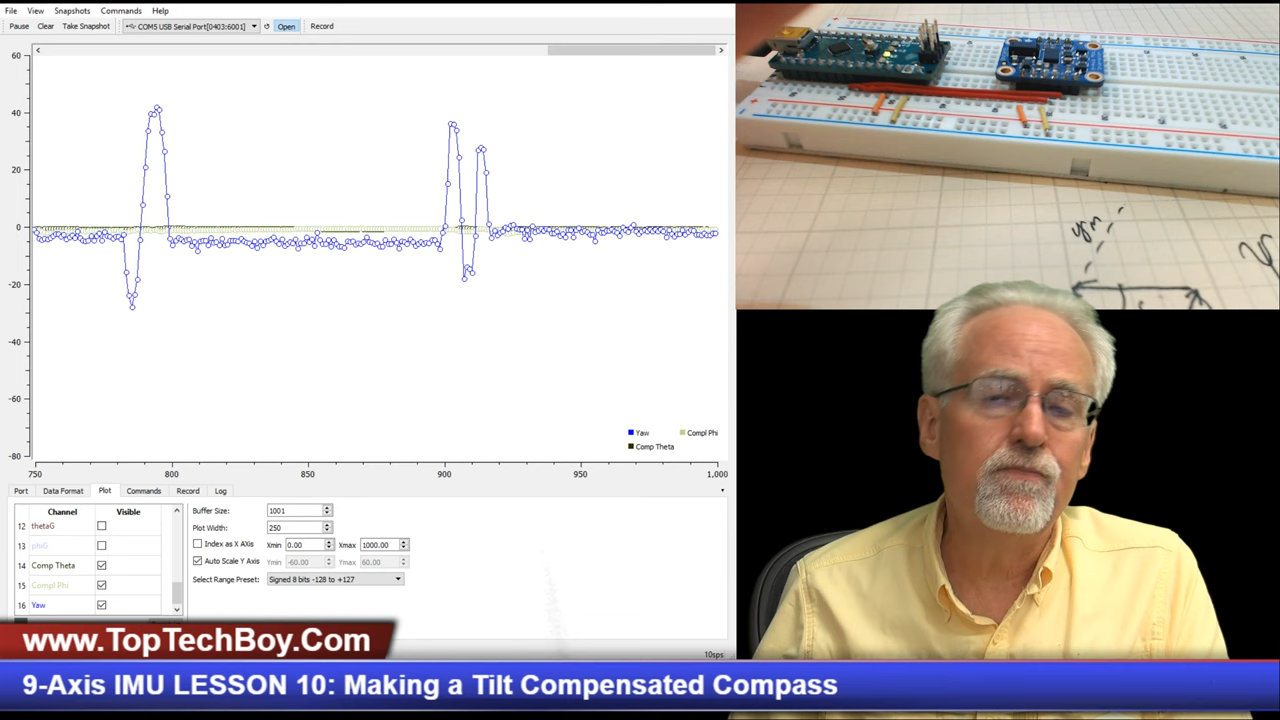 File View Snapshots Commands Help
Pause Clear Take Snapshot COM5 USB Serial Port[0403:6001] Open Record
60
40
20
0
-20
-40
-60
-80
Yaw Compl Phi
Comp Theta
750 800 850 900 950 1,000
Port Data Format Plot Commands Record Log
Channel Visible
12 thetaG
13 phiG
14 Comp Theta
15 Compl Phi
16 Yaw
Buffer Size: 1001
Plot Width: 250
Index as X AXis Xmin 0.00 Xmax 1000.00
Auto Scale Y Axis Ymin -60.00 Ymax 60.00
Select Range Preset: Signed 8 bits -128 to +127
10sps
www.TopTechBoy.Com
9-Axis IMU LESSON 10: Making a Tilt Compensated Compass